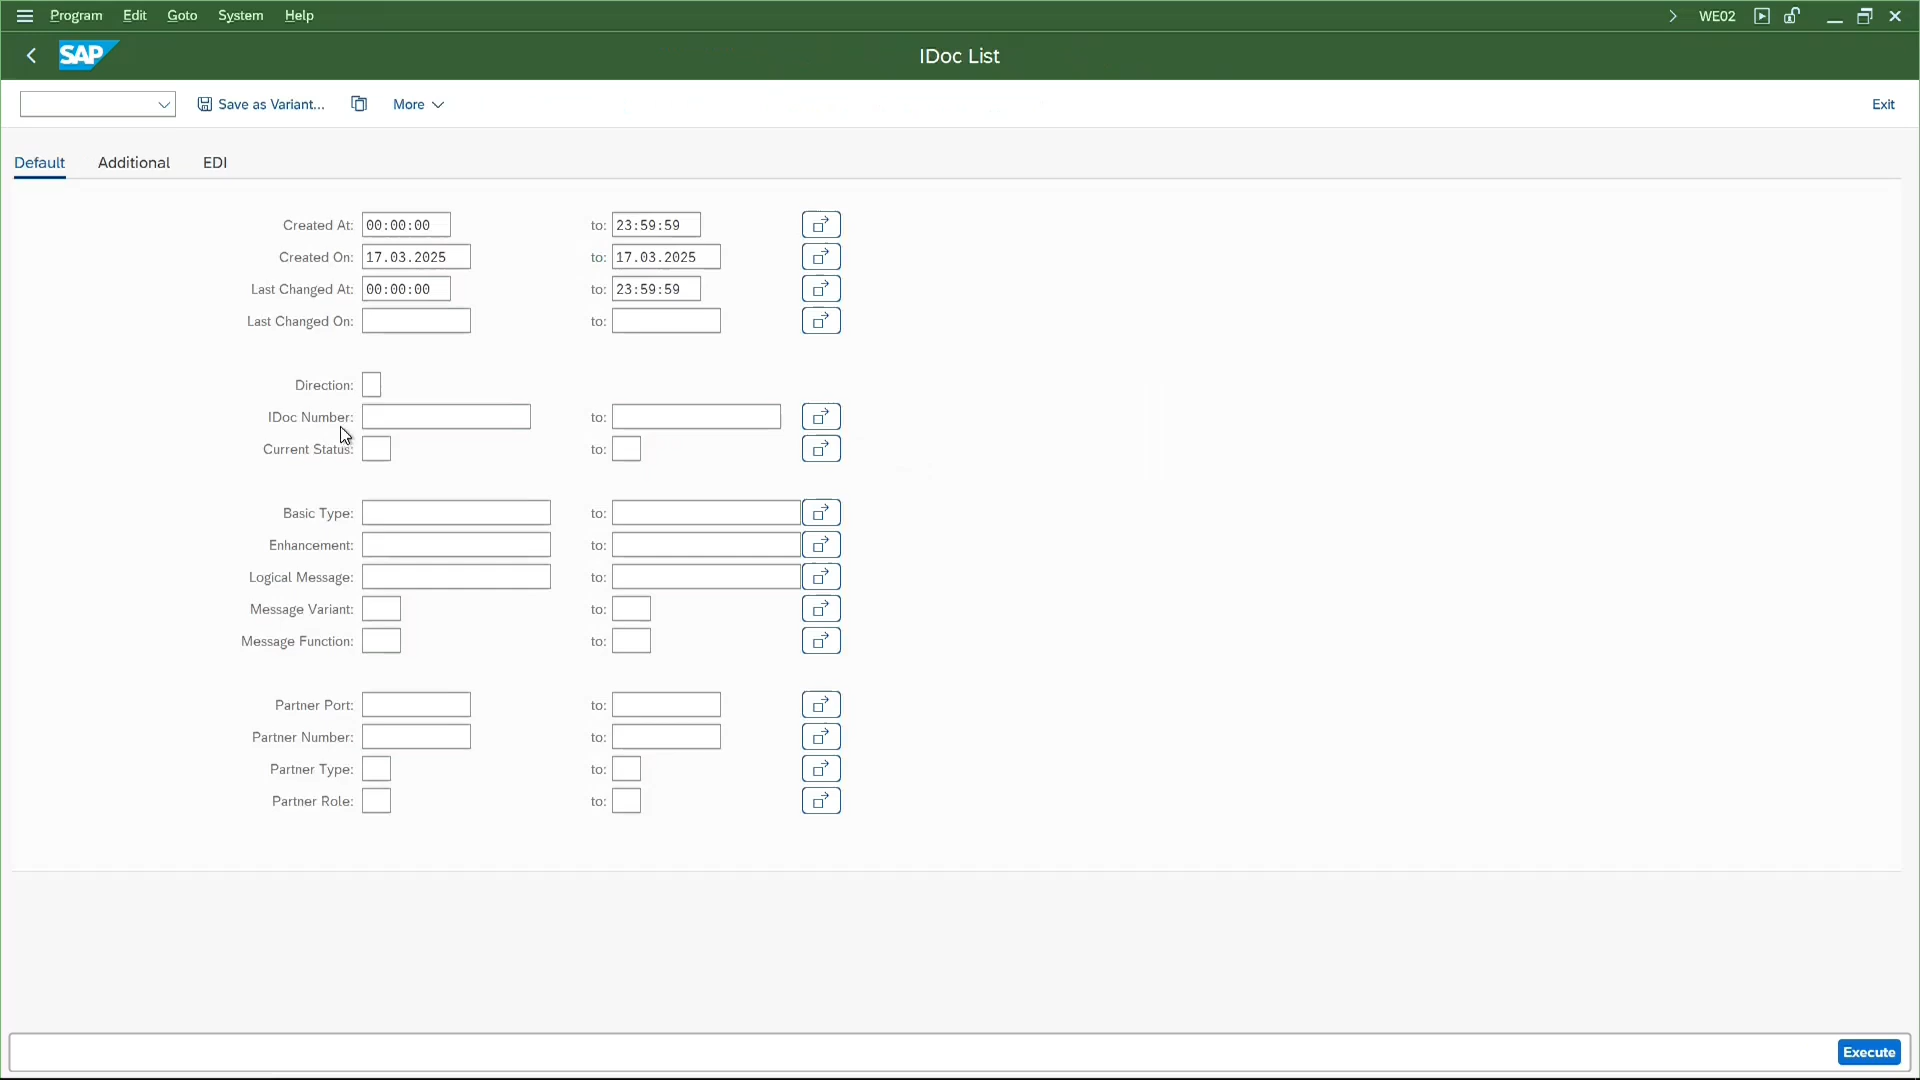 Program Edit Goto System Help WE02
SAP IDoc List
Save as Variant... More Exit
Default Additional EDI
Created At: 00:00:00 to: 23:59:59
Created On: 17.03.2025 to: 17.03.2025
Last Changed At: 00:00:00 to: 23:59:59
Last Changed On: to:
Direction:
IDoc Number: to:
Current Status: to:
Basic Type: to:
Enhancement: to:
Logical Message: to:
Message Variant: to:
Message Function: to:
Partner Port: to:
Partner Number: to:
Partner Type: to:
Partner Role: to:
Execute